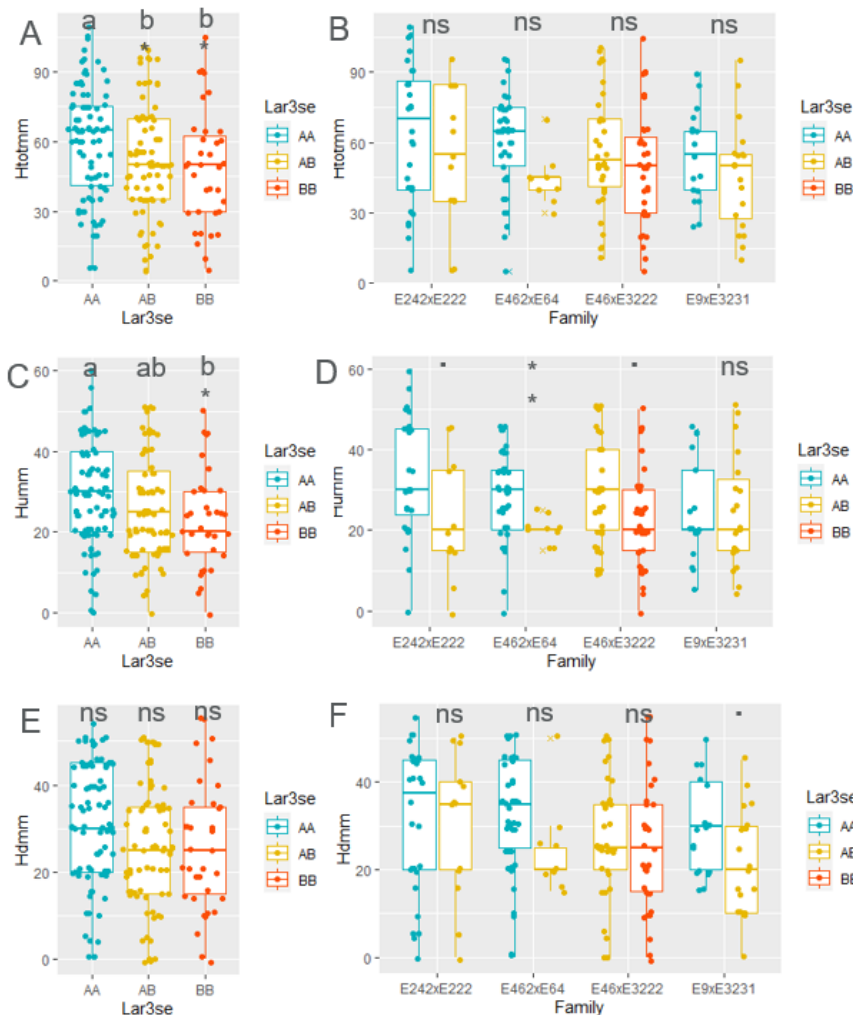 A
a b b
* *
Htotmm
90
60
30
0
AA AB BB
Lar3se
Lar3se
AA
AB
BB
B
ns ns ns ns
Htotmm
90
60
30
0
E242xE222 E462xE64 E46xE3222 E9xE3231
Family
Lar3se
AA
AB
BB
C
a ab b
*
Humm
60
40
20
0
AA AB BB
Lar3se
Lar3se
AA
AB
BB
D
. * . ns
*
Humm
60
40
20
0
E242xE222 E462xE64 E46xE3222 E9xE3231
Family
Lar3se
AA
AB
BB
E
ns ns ns
Hdmm
40
20
0
AA AB BB
Lar3se
Lar3se
AA
AB
BB
F
ns ns ns .
Hdmm
40
20
0
E242xE222 E462xE64 E46xE3222 E9xE3231
Family
Lar3se
AA
AB
BB